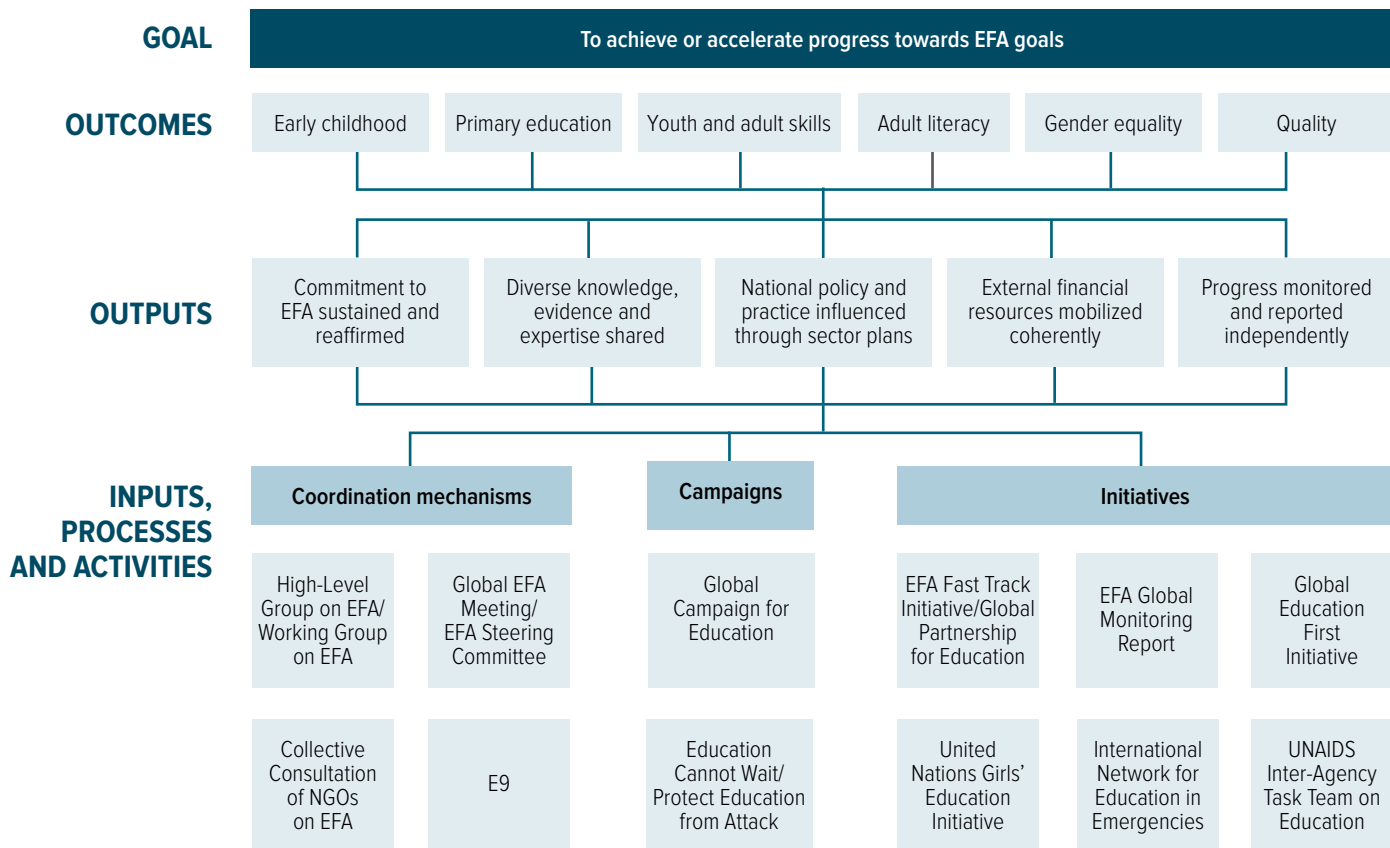 GOAL
To achieve or accelerate progress towards EFA goals
OUTCOMES
Early childhood
Primary education
Youth and adult skills
Adult literacy
Gender equality
Quality
OUTPUTS
Commitment to
EFA sustained and
reaffirmed
Diverse knowledge,
evidence and
expertise shared
National policy and
practice influenced
through sector plans
External financial
resources mobilized
coherently
Progress monitored
and reported
independently
INPUTS,
PROCESSES
AND ACTIVITIES
Coordination mechanisms
Campaigns
Initiatives
High-Level
Group on EFA/
Working Group
on EFA
Global EFA
Meeting/
EFA Steering
Committee
Global
Campaign for
Education
EFA Fast Track
Initiative/Global
Partnership
for Education
EFA Global
Monitoring
Report
Global
Education
First
Initiative
Collective
Consultation
of NGOs
on EFA
E9
Education
Cannot Wait/
Protect Education
from Attack
United
Nations Girls’
Education
Initiative
International
Network for
Education in
Emergencies
UNAIDS
Inter-Agency
Task Team on
Education